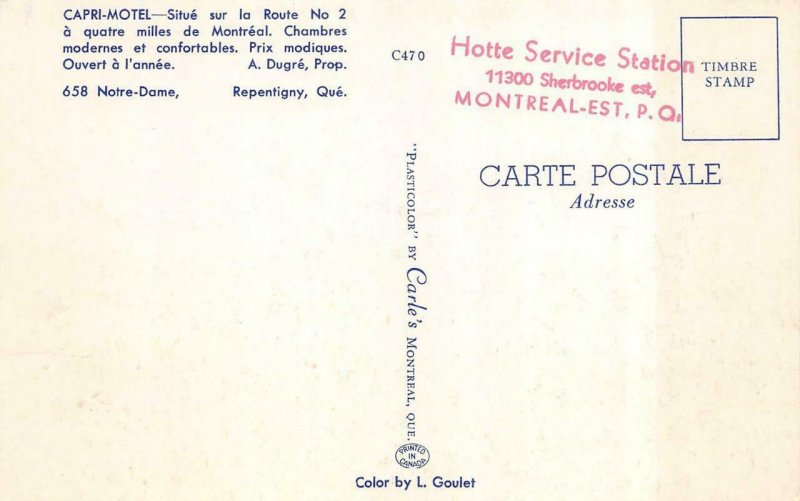 CAPRI-MOTEL—Situé sur la Route No 2
à quatre milles de Montréal. Chambres
modernes et confortables. Prix modiques.
Ouvert à l'année. A. Dugré, Prop.
658 Notre-Dame, Repentigny, Qué.
C470
Hotte Service Station
11300 Sherbrooke est,
MONTREAL-EST, P. Q.
TIMBRE
STAMP
CARTE POSTALE
Adresse
"PLASTICOLOR" BY Carle's MONTREAL, QUE.
PRINTED
IN
CANADA
Color by L. Goulet